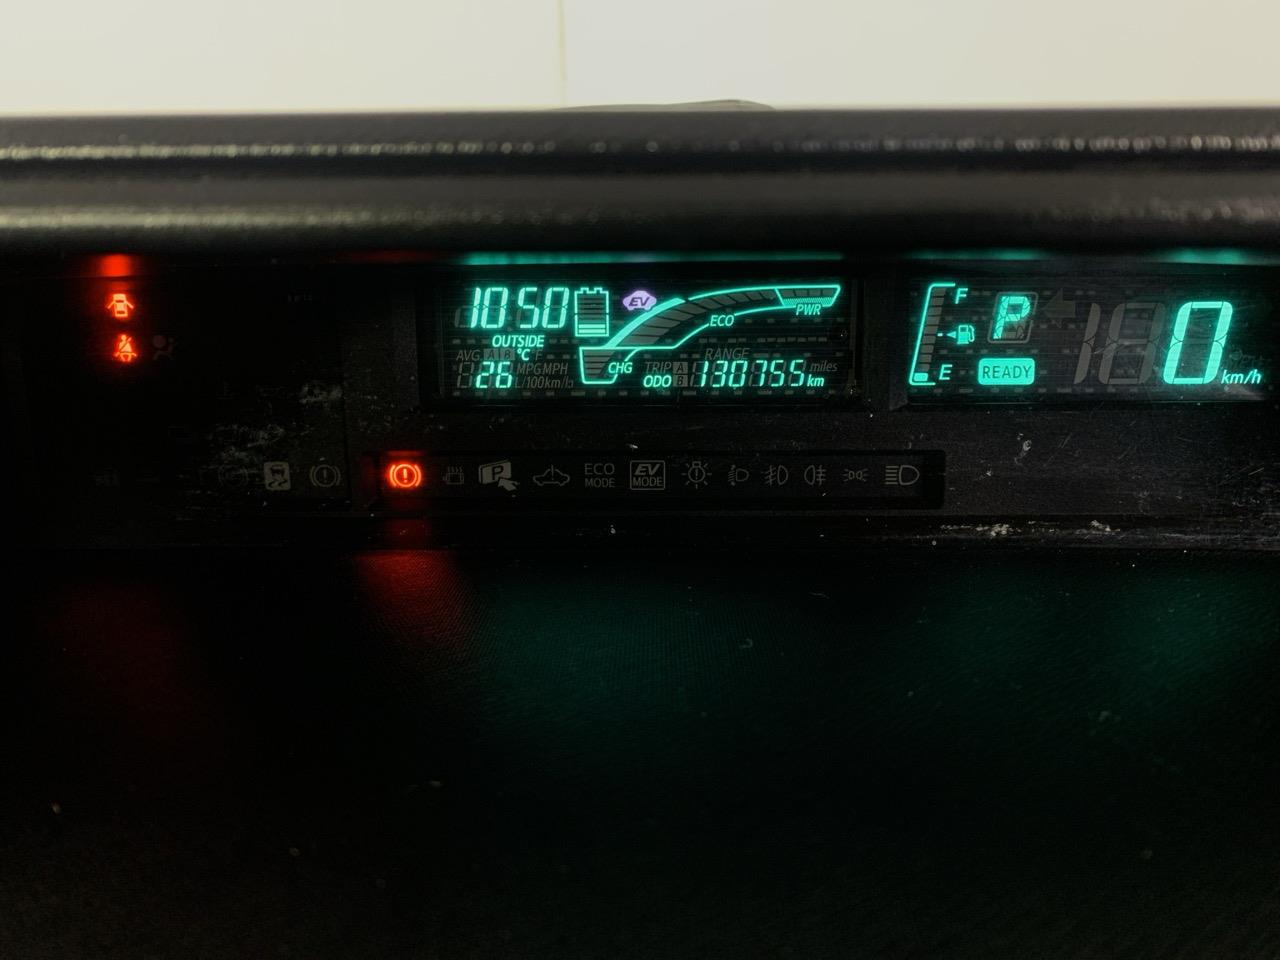 10 50
EV
ECO
PWR
OUTSIDE
AVG. A B °C F
26 MPG MPH
L/100km/h
CHG
RANGE
TRIP A
B
ODO 130755 miles
km
F
E
P
READY
0 km/h
P
ECO
MODE
EV
MODE